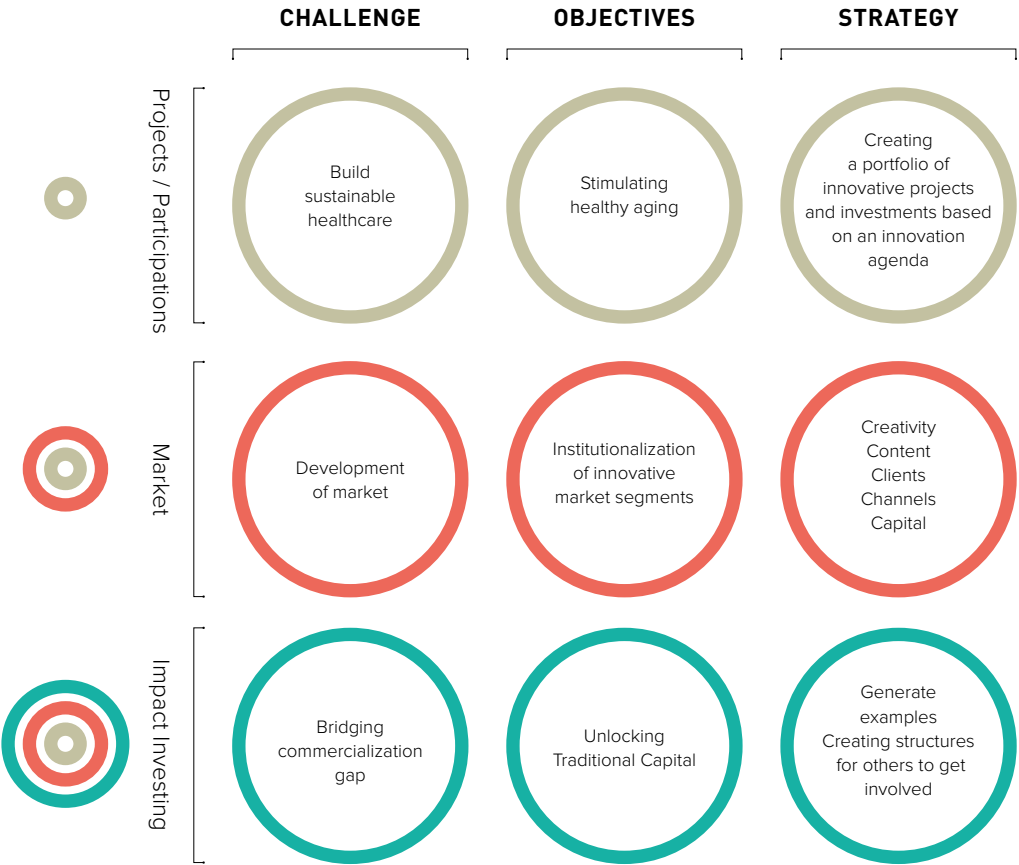 CHALLENGE
OBJECTIVES
STRATEGY
Projects / Participations
Build
sustainable
healthcare
Stimulating
healthy aging
Creating
a portfolio of
innovative projects
and investments based
on an innovation
agenda
Market
Development
of market
Institutionalization
of innovative
market segments
Creativity
Content
Clients
Channels
Capital
Impact Investing
Bridging
commercialization
gap
Unlocking
Traditional Capital
Generate
examples
Creating structures
for others to get
involved